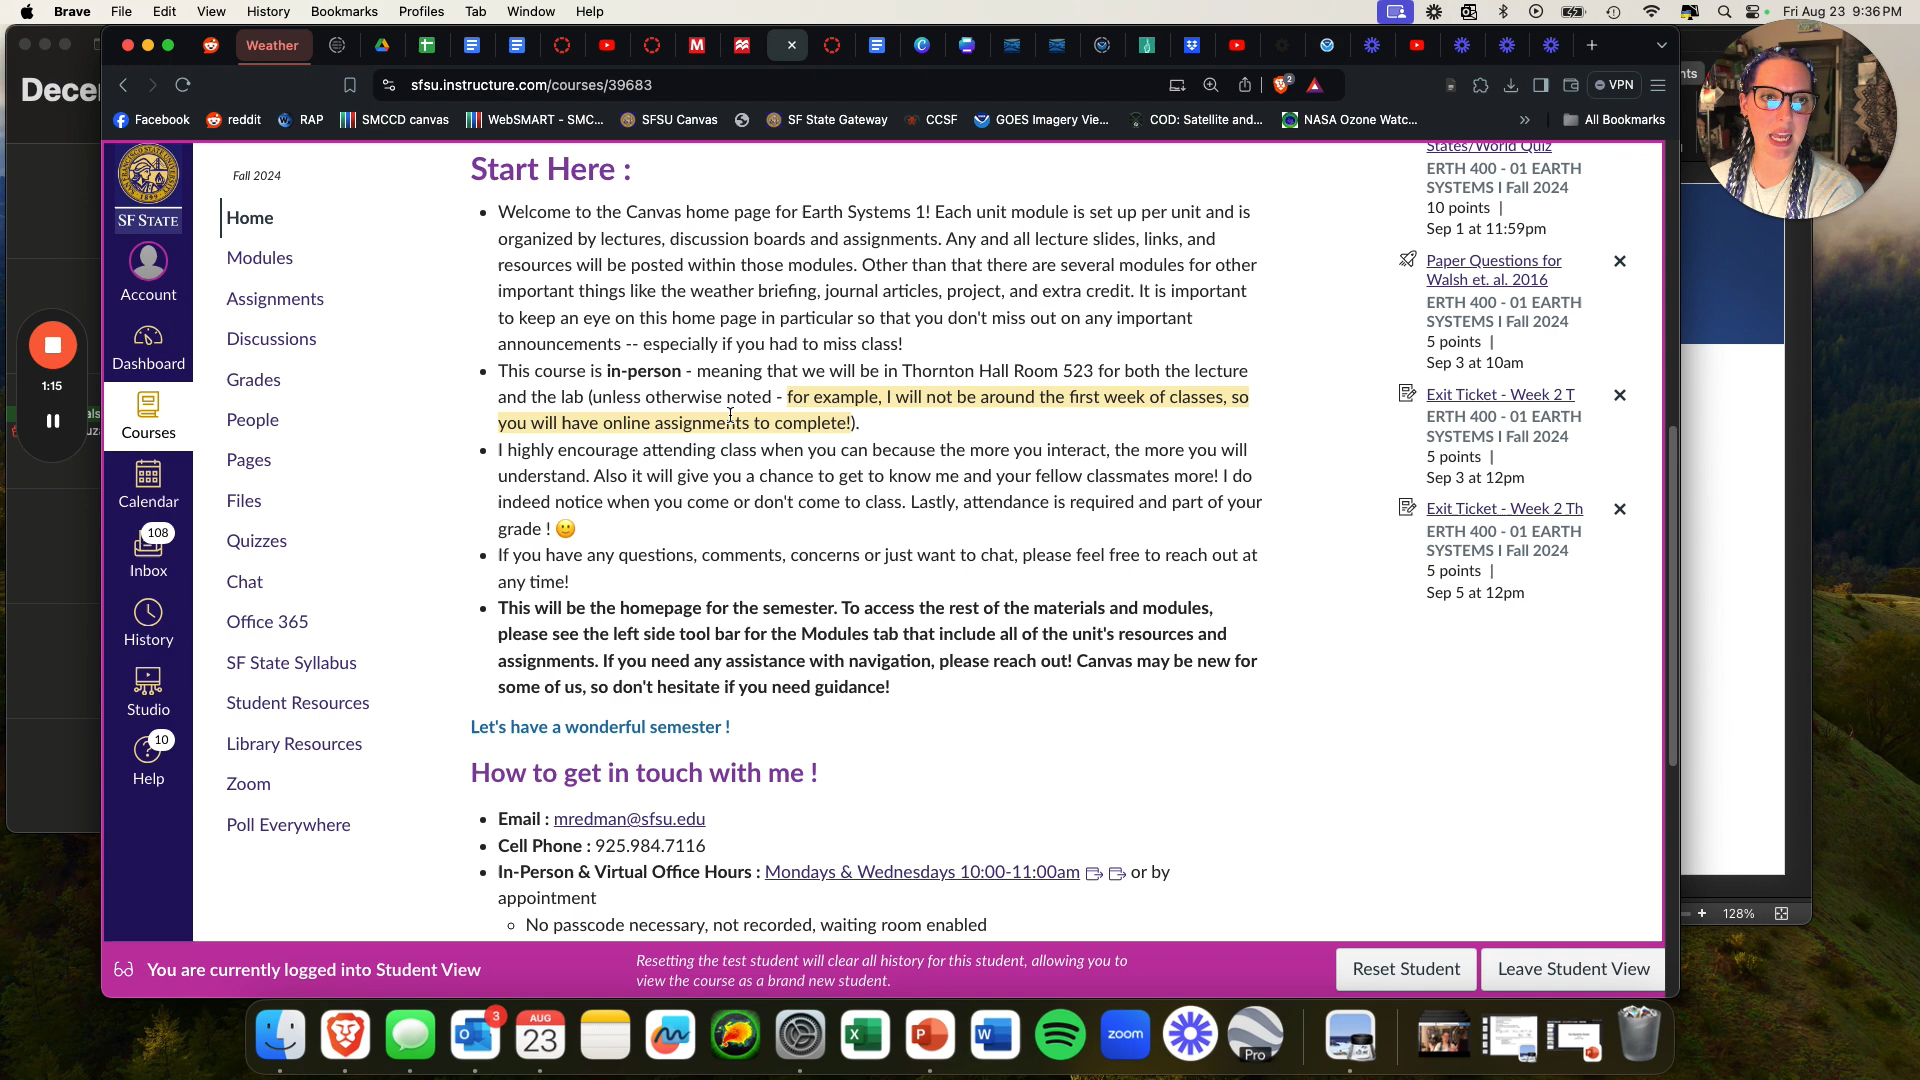 Brave File Edit View History Bookmarks Profiles Tab Window Help
Fri Aug 23 9:36 PM
Weather
sfsu.instructure.com/courses/39683
2
VPN
Facebook reddit RAP SMCCD canvas WebSMART - SMC... SFSU Canvas SF State Gateway CCSF GOES Imagery Vie... COD: Satellite and... NASA Ozone Watc... » All Bookmarks
SF STATE
Account
Dashboard
Courses
Calendar
108
Inbox
History
Studio
10
Help
1:15
Fall 2024
Home
Modules
Assignments
Discussions
Grades
People
Pages
Files
Quizzes
Chat
Office 365
SF State Syllabus
Student Resources
Library Resources
Zoom
Poll Everywhere
Start Here :
Welcome to the Canvas home page for Earth Systems 1! Each unit module is set up per unit and is
organized by lectures, discussion boards and assignments. Any and all lecture slides, links, and
resources will be posted within those modules. Other than that there are several modules for other
important things like the weather briefing, journal articles, project, and extra credit. It is important
to keep an eye on this home page in particular so that you don't miss out on any important
announcements -- especially if you had to miss class!
This course is in-person - meaning that we will be in Thornton Hall Room 523 for both the lecture
and the lab (unless otherwise noted - for example, I will not be around the first week of classes, so
you will have online assignments to complete!).
I highly encourage attending class when you can because the more you interact, the more you will
understand. Also it will give you a chance to get to know me and your fellow classmates more! I do
indeed notice when you come or don't come to class. Lastly, attendance is required and part of your
grade ! 🙂
If you have any questions, comments, concerns or just want to chat, please feel free to reach out at
any time!
This will be the homepage for the semester. To access the rest of the materials and modules,
please see the left side tool bar for the Modules tab that include all of the unit's resources and
assignments. If you need any assistance with navigation, please reach out! Canvas may be new for
some of us, so don't hesitate if you need guidance!
Let's have a wonderful semester !
How to get in touch with me !
Email : mredman@sfsu.edu
Cell Phone : 925.984.7116
In-Person & Virtual Office Hours : Mondays & Wednesdays 10:00-11:00am or by
appointment
No passcode necessary, not recorded, waiting room enabled
States/World Quiz
ERTH 400 - 01 EARTH
SYSTEMS I Fall 2024
10 points |
Sep 1 at 11:59pm
Paper Questions for
Walsh et. al. 2016
ERTH 400 - 01 EARTH
SYSTEMS I Fall 2024
5 points |
Sep 3 at 10am
Exit Ticket - Week 2 T
ERTH 400 - 01 EARTH
SYSTEMS I Fall 2024
5 points |
Sep 3 at 12pm
Exit Ticket - Week 2 Th
ERTH 400 - 01 EARTH
SYSTEMS I Fall 2024
5 points |
Sep 5 at 12pm
128%
You are currently logged into Student View
Resetting the test student will clear all history for this student, allowing you to
view the course as a brand new student.
Reset Student
Leave Student View
3
AUG
23
zoom
Pro